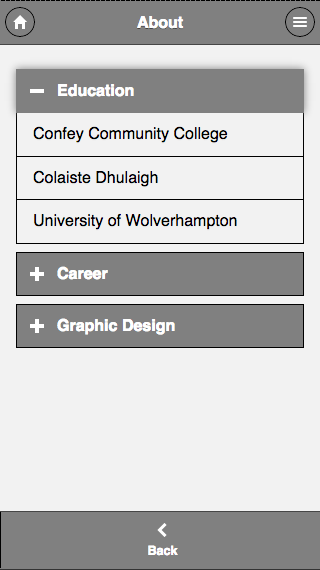 About
Education
Confey Community College
Colaiste Dhulaigh
University of Wolverhampton
Career
Graphic Design
Back